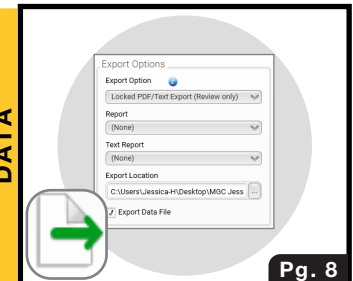 DATA
Export Options
Export Option
Locked PDF/Text Export (Review only)
Report
(None)
Text Report
(None)
Export Location
C:\Users\Jessica-H\Desktop\MGC Jess ...
Export Data File
Pg. 8